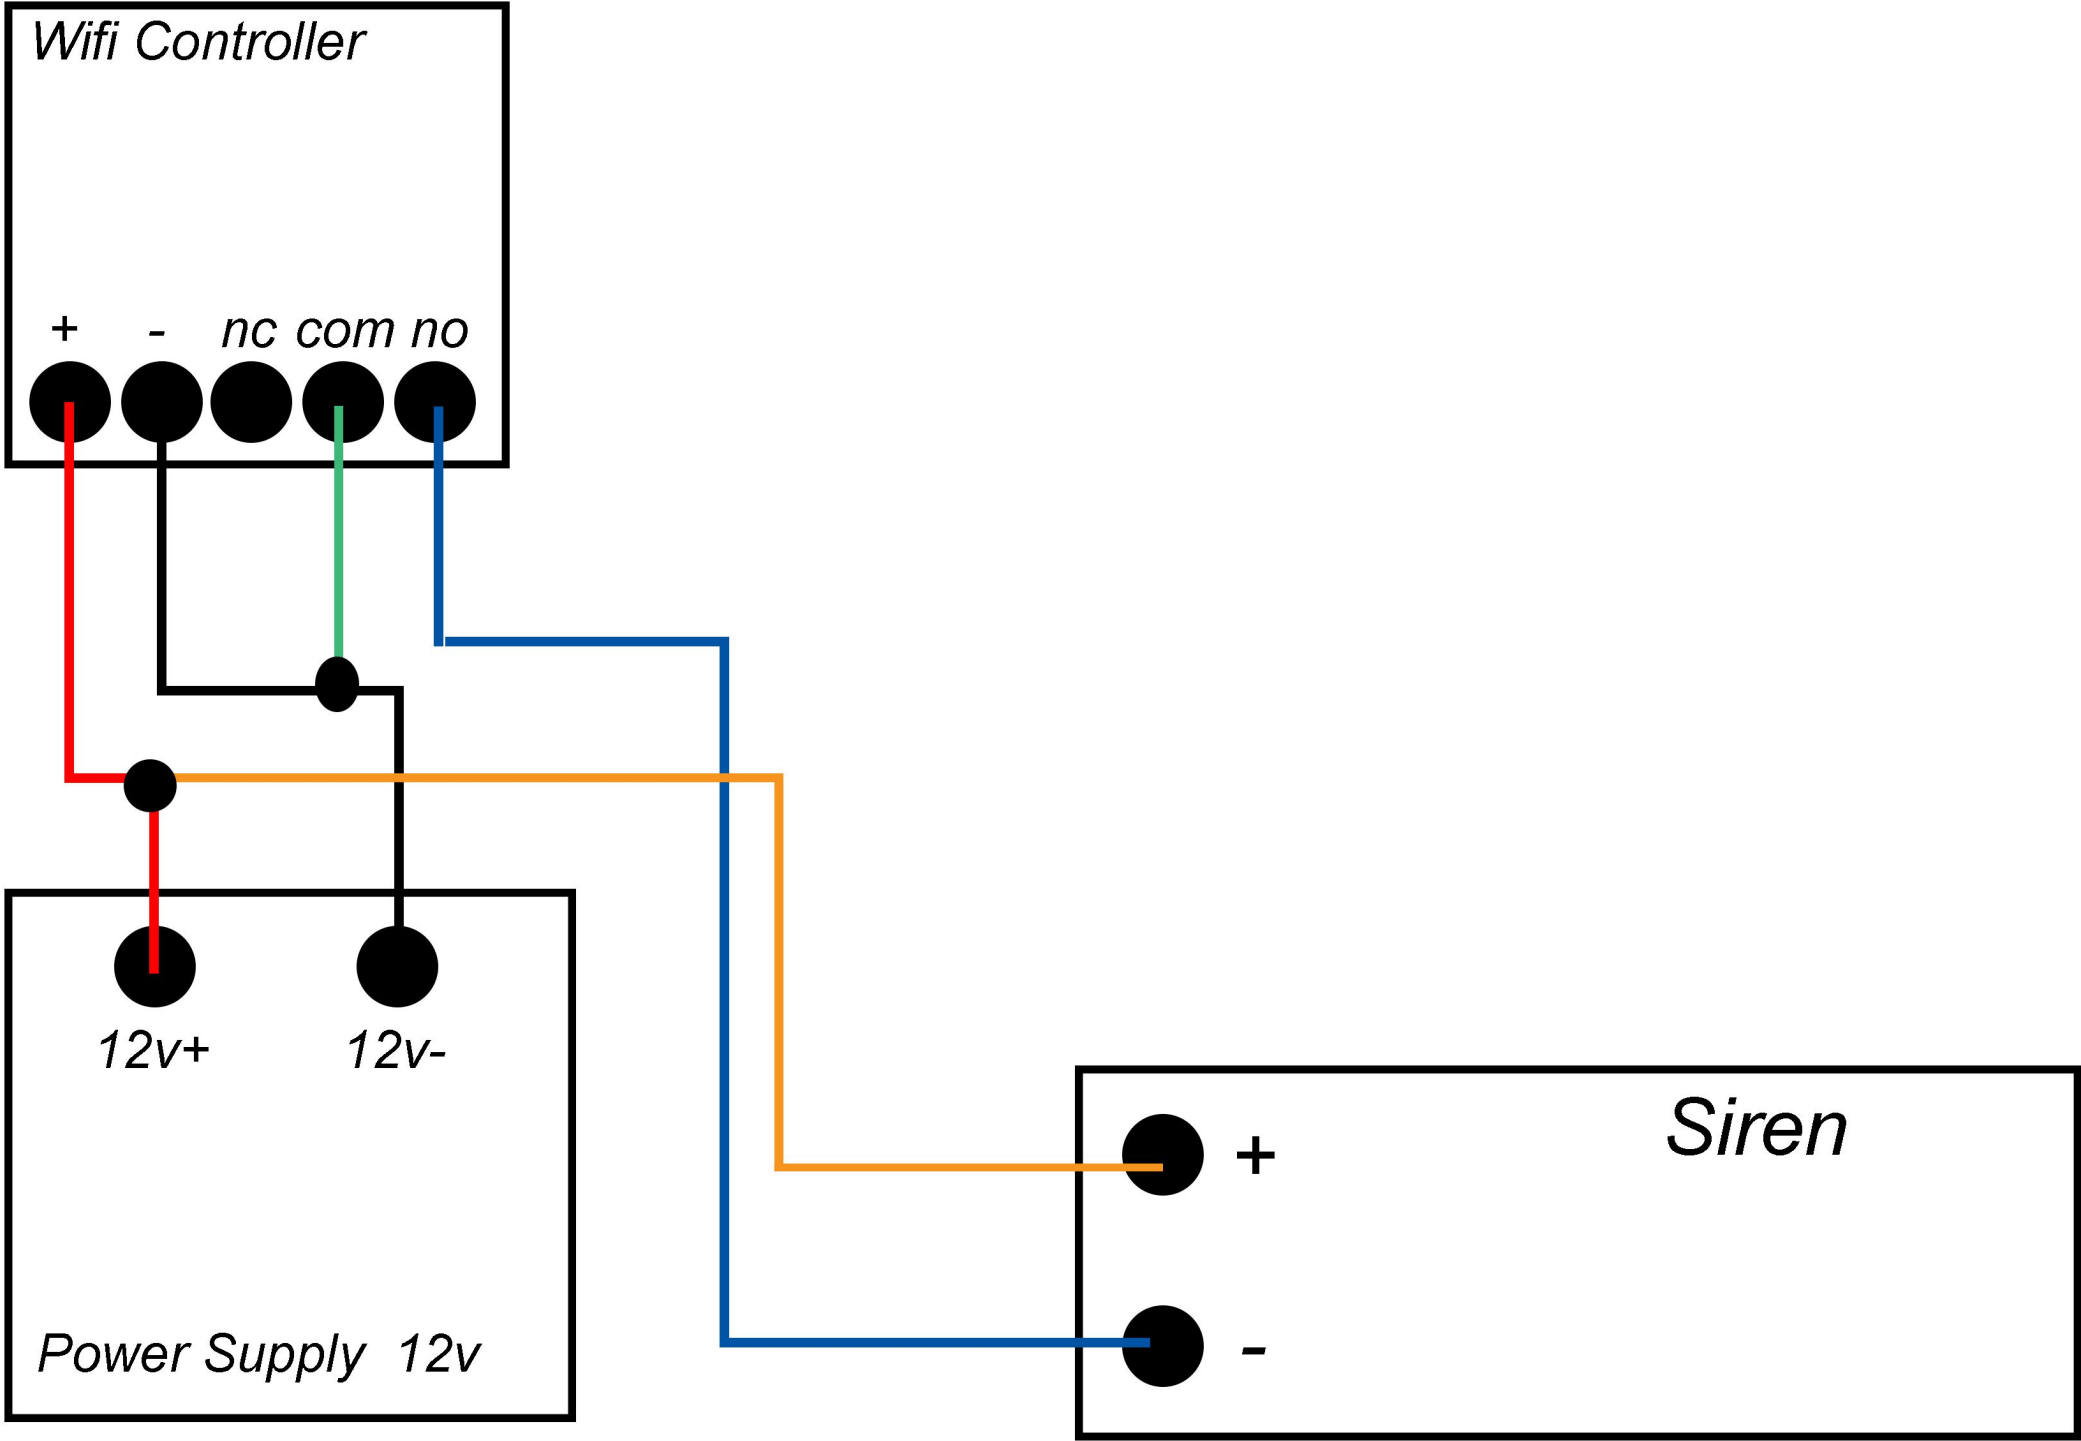 Wifi Controller
+ - nc com no
12v+ 12v-
Power Supply 12v
Siren
+
-